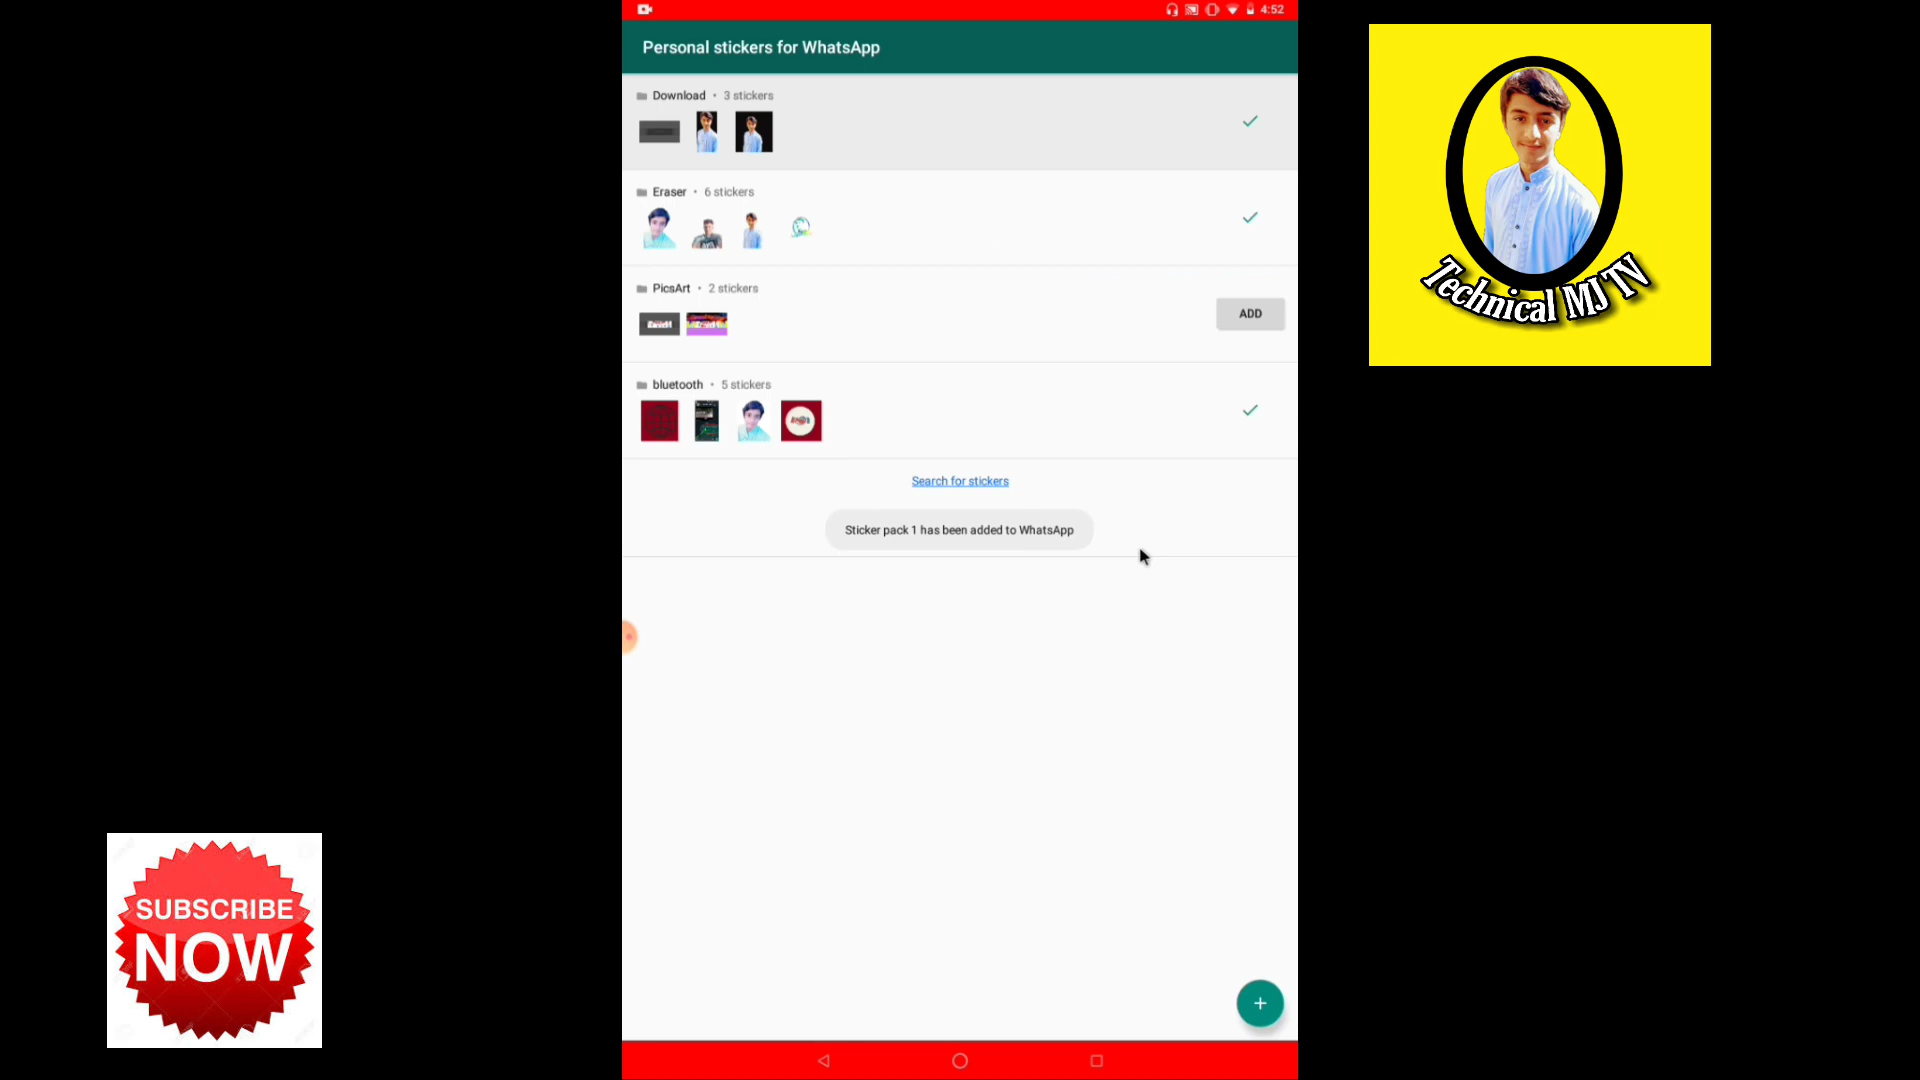 4:52
Personal stickers for WhatsApp
Download • 3 stickers
Eraser • 6 stickers
PicsArt • 2 stickers
ADD
bluetooth • 5 stickers
Search for stickers
Sticker pack 1 has been added to WhatsApp
Technical MJ TV
SUBSCRIBE
NOW